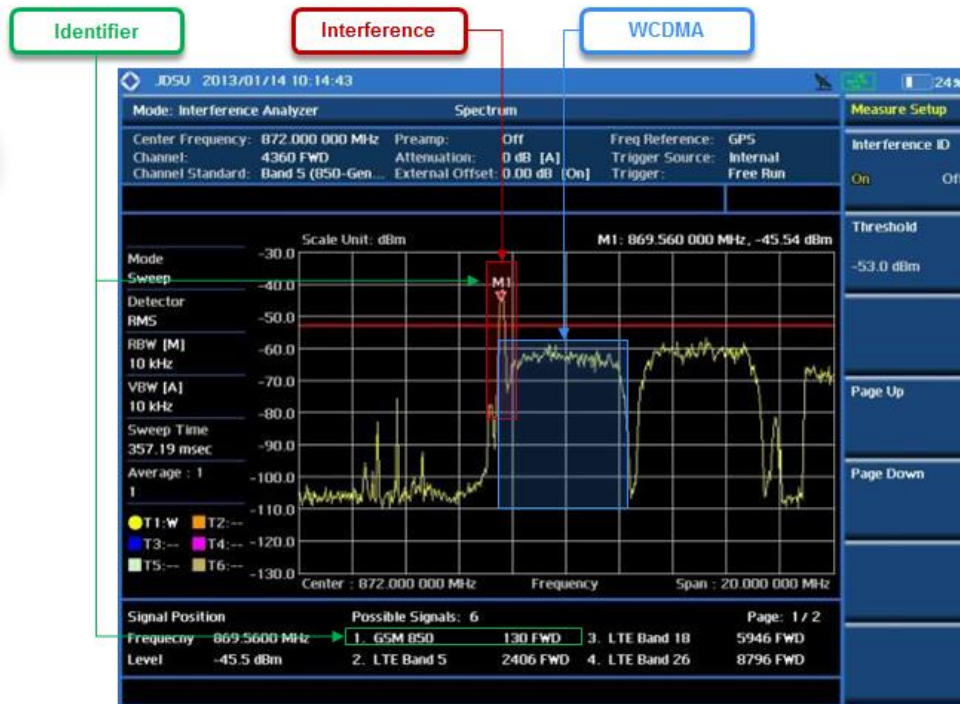 Identifier
Interference
WCDMA
JDSU 2013/01/14 10:14:43
24%
Mode: Interference Analyzer Spectrum
Measure Setup
Center Frequency: 872.000 000 MHz Preamp: Off Freq Reference: GPS
Channel: 4360 FWD Attenuation: 0 dB [A] Trigger Source: Internal
Channel Standard: Band 5 (850-Gen... External Offset: 0.00 dB [On] Trigger: Free Run
Interference ID
On Off
Threshold
-53.0 dBm
Page Up
Page Down
Scale Unit: dBm M1: 869.560 000 MHz, -45.54 dBm
Mode
Sweep
Detector
RMS
RBW [M]
10 kHz
VBW [A]
10 kHz
Sweep Time
357.19 msec
Average : 1
1
T1:W T2:--
T3:-- T4:--
T5:-- T6:--
-30.0
-40.0
-50.0
-60.0
-70.0
-80.0
-90.0
-100.0
-110.0
-120.0
-130.0
M1
Center : 872.000 000 MHz Frequency Span : 20.000 000 MHz
Signal Position Possible Signals: 6 Page: 1 / 2
Frequecny 869.5600 MHz 1. GSM 850 130 FWD 3. LTE Band 18 5946 FWD
Level -45.5 dBm 2. LTE Band 5 2406 FWD 4. LTE Band 26 8796 FWD